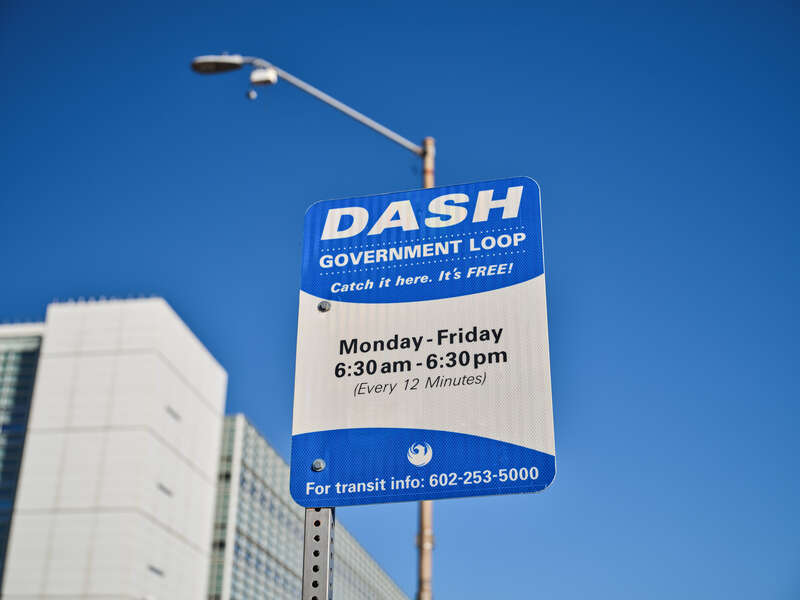 DASH
GOVERNMENT LOOP
Catch it here. It's FREE!
Monday - Friday
6:30 am - 6:30 pm
(Every 12 Minutes)
For transit info: 602-253-5000